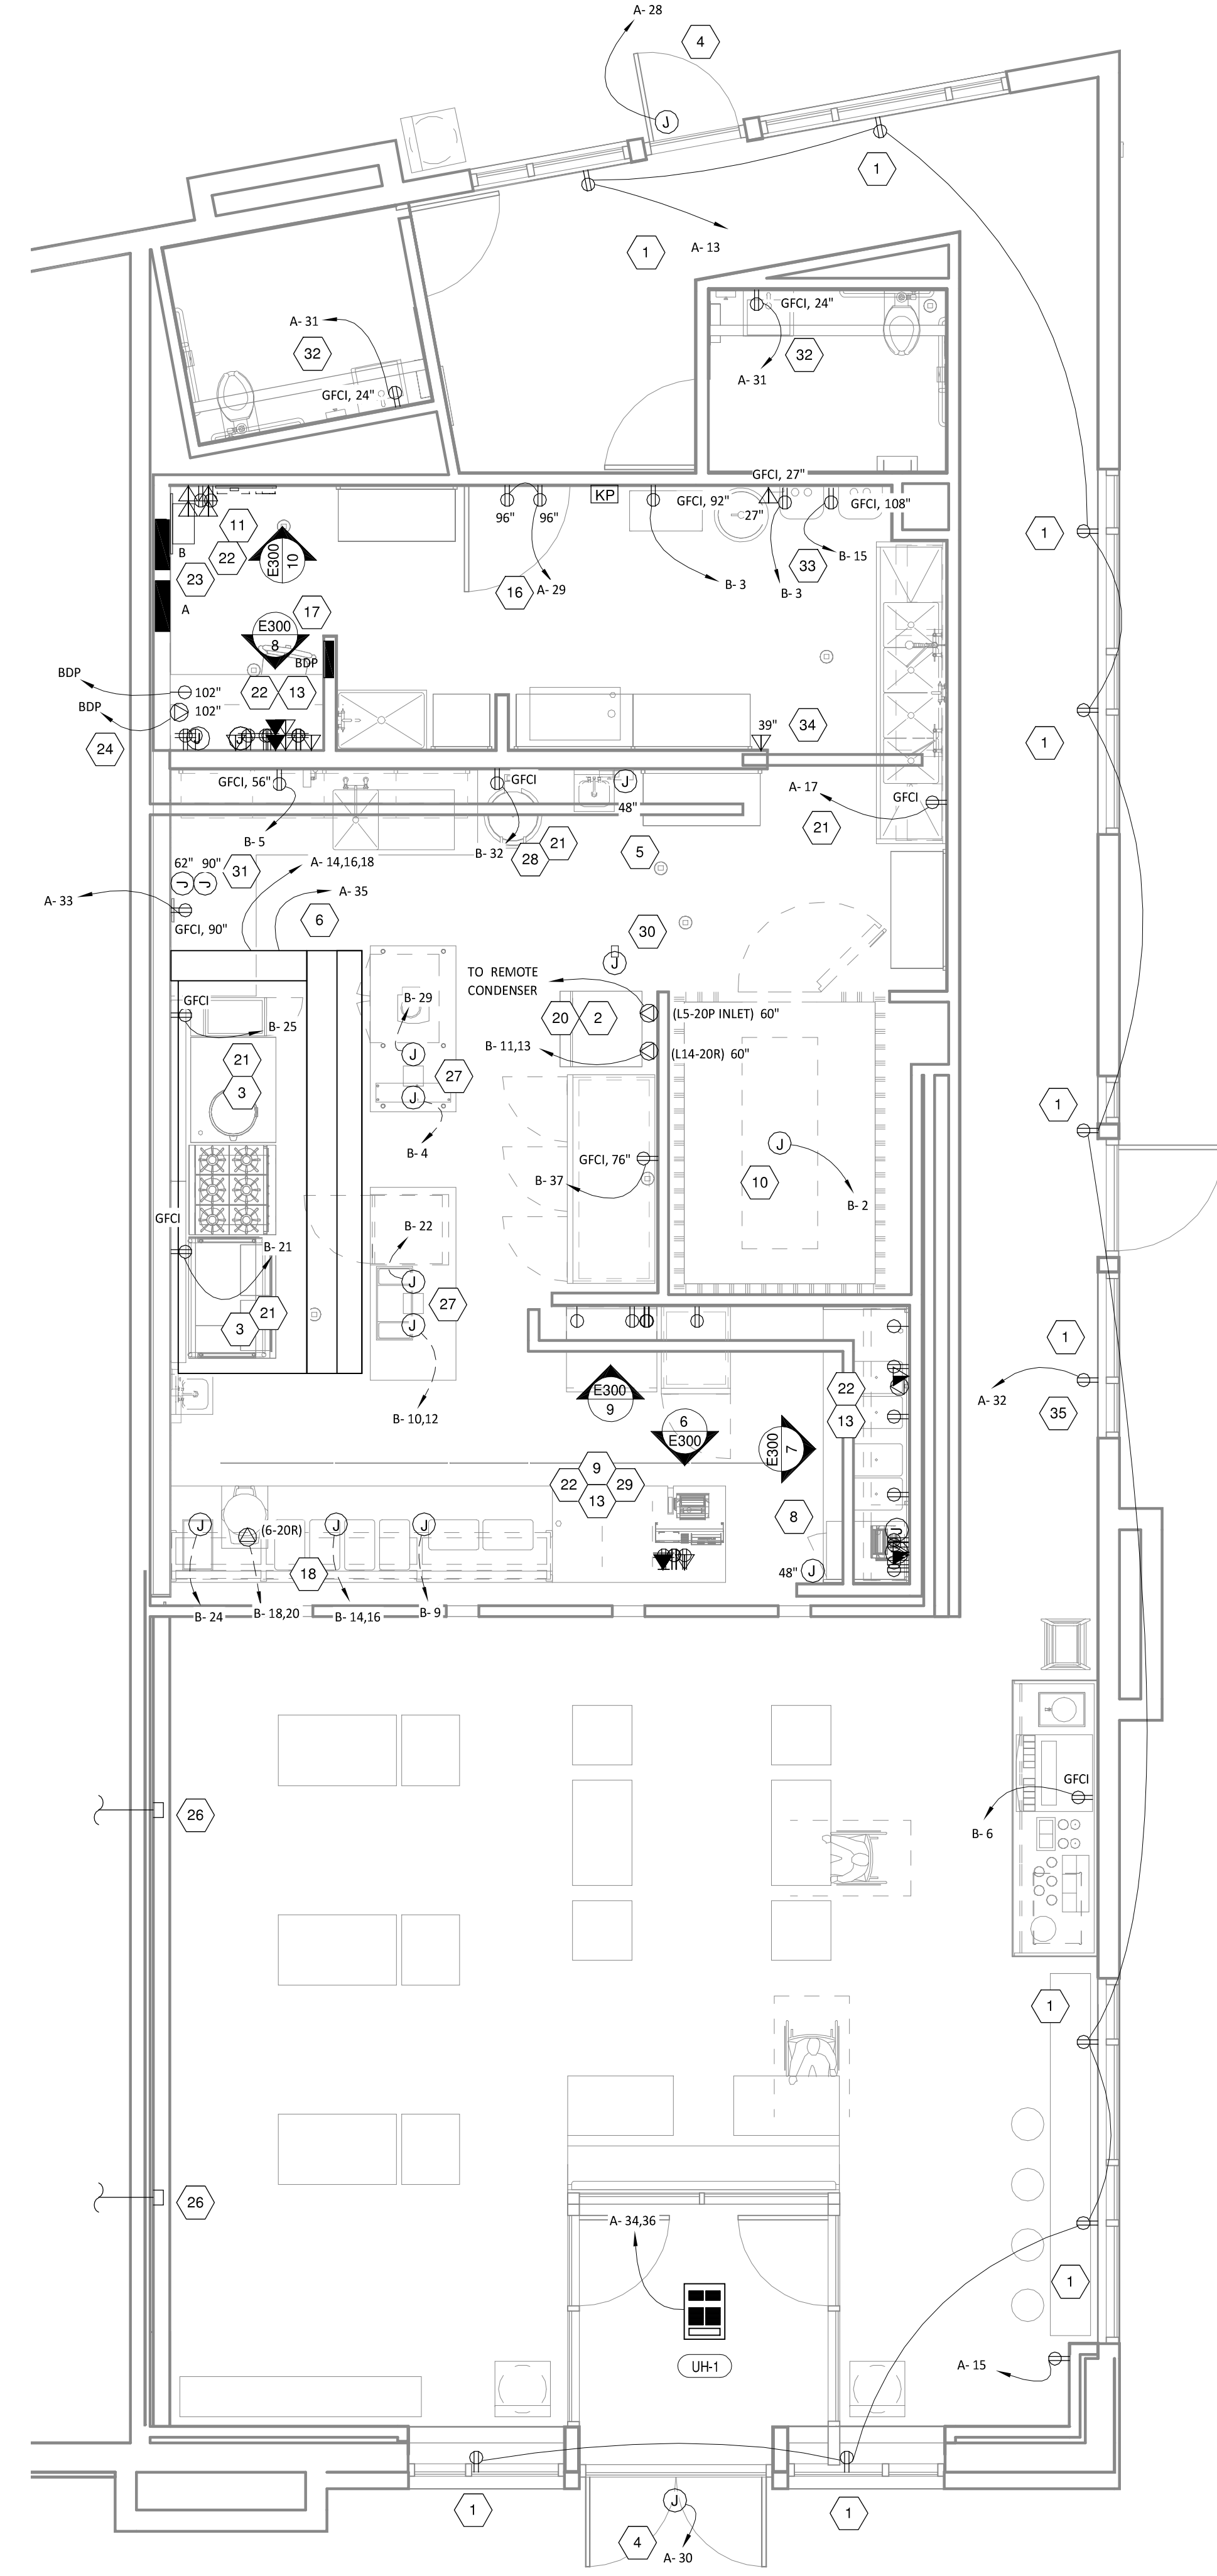 A- 28
4
1
A- 13
1
GFCI, 24"
A- 31
32
GFCI, 24"
32
A- 31
GFCI, 27"
KP
GFCI, 92"
27"
GFCI, 108"
96"
96"
11
B
22
E300
10
23
A
16
A- 29
B- 3
B- 3
33
B- 15
1
17
E300
8
BDP
BDP
22
13
102"
BDP
102"
J
24
39"
34
1
GFCI, 56"
GFCI
J
48"
A- 17
GFCI
21
B- 5
B- 32
28
21
5
62"
90"
31
A- 14,16,18
J
J
A- 35
A- 33
GFCI, 90"
6
30
J
TO REMOTE
CONDENSER
GFCI
B- 29
B- 25
20
2
(L5-20P INLET) 60"
B- 11,13
(L14-20R) 60"
J
21
3
27
J
1
B- 4
GFCI, 76"
B- 37
J
10
B- 2
GFCI
B- 22
B- 21
J
27
21
3
J
1
E300
9
22
13
A- 32
35
B- 10,12
6
E300
E300
7
9
22
29
13
8
J
(6-20R)
J
J
J
48"
J
18
B- 24
B- 18,20
B- 14,16
B- 9
GFCI
B- 6
26
1
26
A- 34,36
1
UH-1
A- 15
1
J
1
4
A- 30